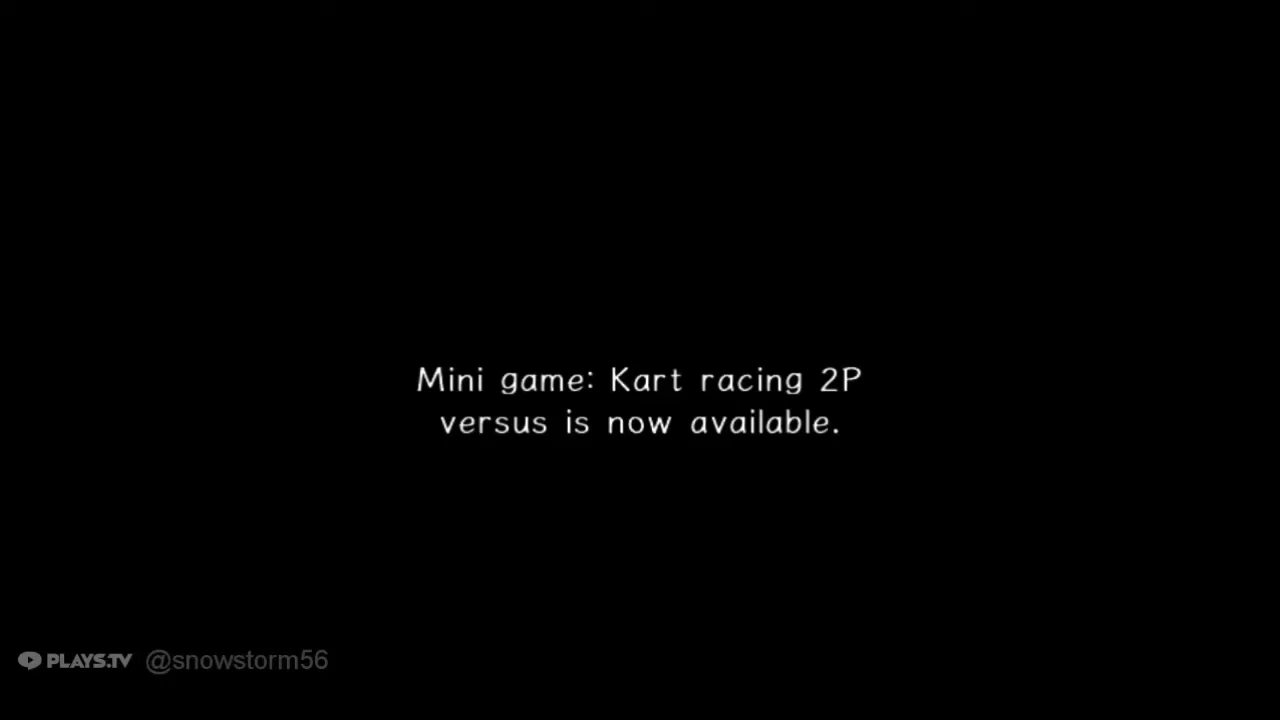 Mini game: Kart racing 2P
versus is now available.
PLAYS.TV @snowstorm56